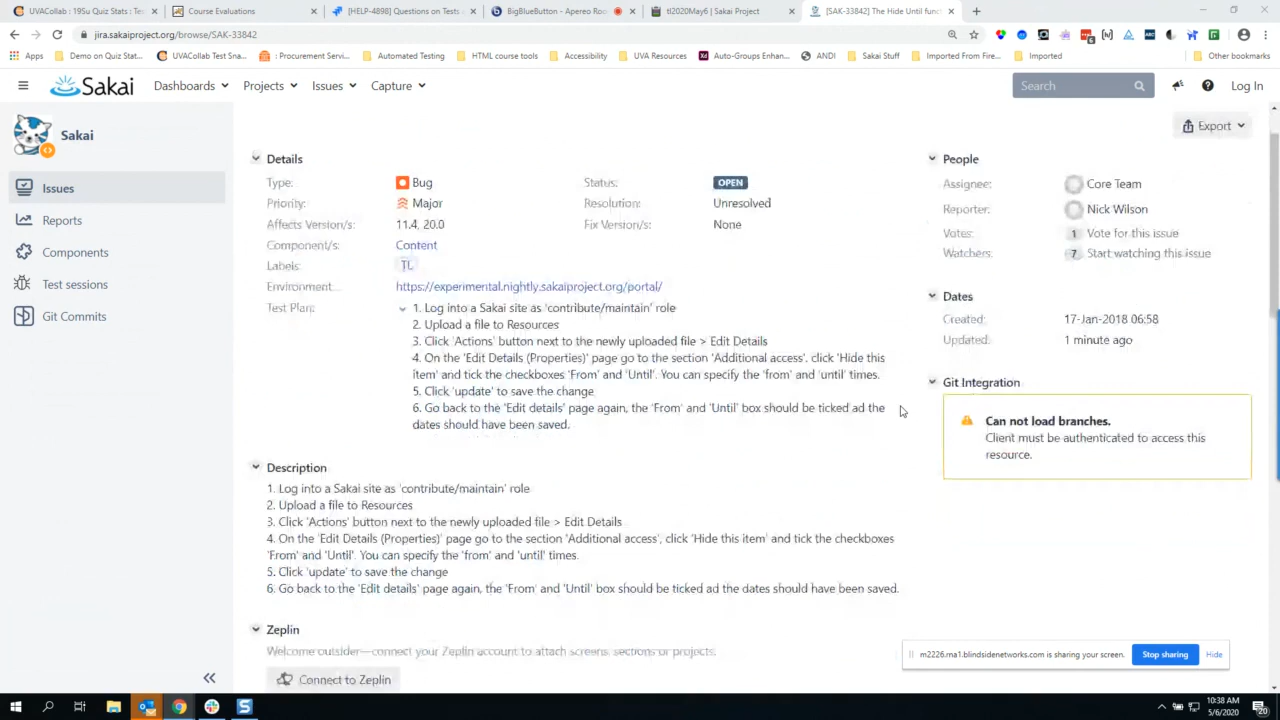 UVACollab : 19Su Quiz Stats : Te
Course Evaluations
[HELP-4898] Questions on Tests
BigBlueButton - Apereo Roo
tl2020May6 | Sakai Project
[SAK-33842] The Hide Until func
jira.sakaiproject.org/browse/SAK-33842
Apps
Demo on Quiz Stat...
UVACollab Test Sna...
: Procurement Servi...
Automated Testing
HTML course tools
Accessibility
UVA Resources
Auto-Groups Enhan...
ANDI
Sakai Stuff
Imported From Fire...
Imported
Other bookmarks
Sakai
Dashboards
Projects
Issues
Capture
Search
Log In
Sakai
Export
Issues
Reports
Components
Test sessions
Git Commits
Details
Type: Bug
Status: OPEN
Priority: Major
Resolution: Unresolved
Affects Version/s: 11.4, 20.0
Fix Version/s: None
Component/s: Content
Labels: TL
Environment: https://experimental.nightly.sakaiproject.org/portal/
Test Plan: 1. Log into a Sakai site as 'contribute/maintain' role
2. Upload a file to Resources
3. Click 'Actions' button next to the newly uploaded file > Edit Details
4. On the 'Edit Details (Properties)' page go to the section 'Additional access', click 'Hide this
item' and tick the checkboxes 'From' and 'Until'. You can specify the 'from' and 'until' times.
5. Click 'update' to save the change
6. Go back to the 'Edit details' page again, the 'From' and 'Until' box should be ticked ad the
dates should have been saved.
Description
1. Log into a Sakai site as 'contribute/maintain' role
2. Upload a file to Resources
3. Click 'Actions' button next to the newly uploaded file > Edit Details
4. On the 'Edit Details (Properties)' page go to the section 'Additional access', click 'Hide this item' and tick the checkboxes
'From' and 'Until'. You can specify the 'from' and 'until' times.
5. Click 'update' to save the change
6. Go back to the 'Edit details' page again, the 'From' and 'Until' box should be ticked ad the dates should have been saved.
Zeplin
Welcome outsider—connect your Zeplin account to attach screens, sections or projects.
Connect to Zeplin
People
Assignee: Core Team
Reporter: Nick Wilson
Votes: 1 Vote for this issue
Watchers: 7 Start watching this issue
Dates
Created: 17-Jan-2018 06:58
Updated: 1 minute ago
Git Integration
Can not load branches.
Client must be authenticated to access this
resource.
m2226.rna1.blindsidenetworks.com is sharing your screen.
Stop sharing
Hide
10:38 AM
5/6/2020
20